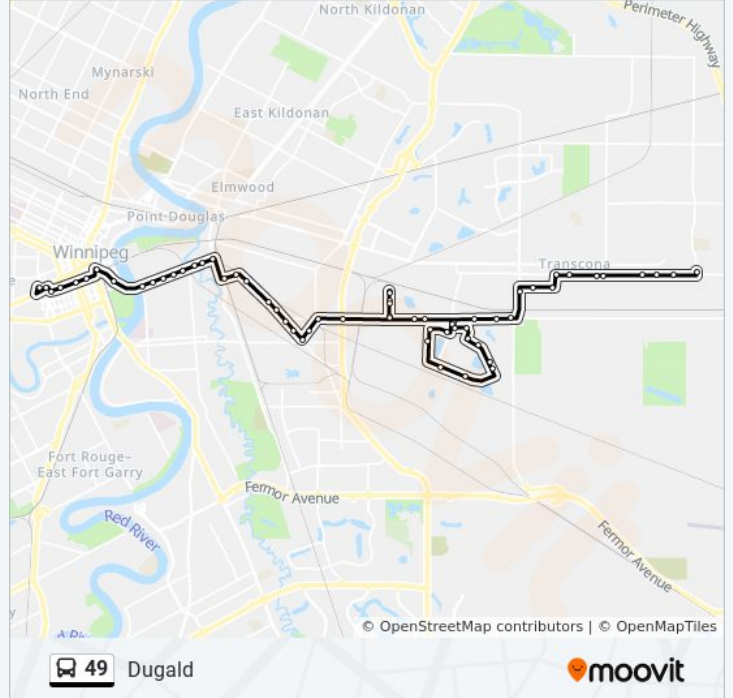 North Kildonan
Perimeter Highway
Mynarski
North End
East Kildonan
Elmwood
Point Douglas
Winnipeg
Transcona
Fort Rouge–
East Fort Garry
Fermor Avenue
Red River
Fermor Avenue
© OpenStreetMap contributors | © OpenMapTiles
49 Dugald
moovit